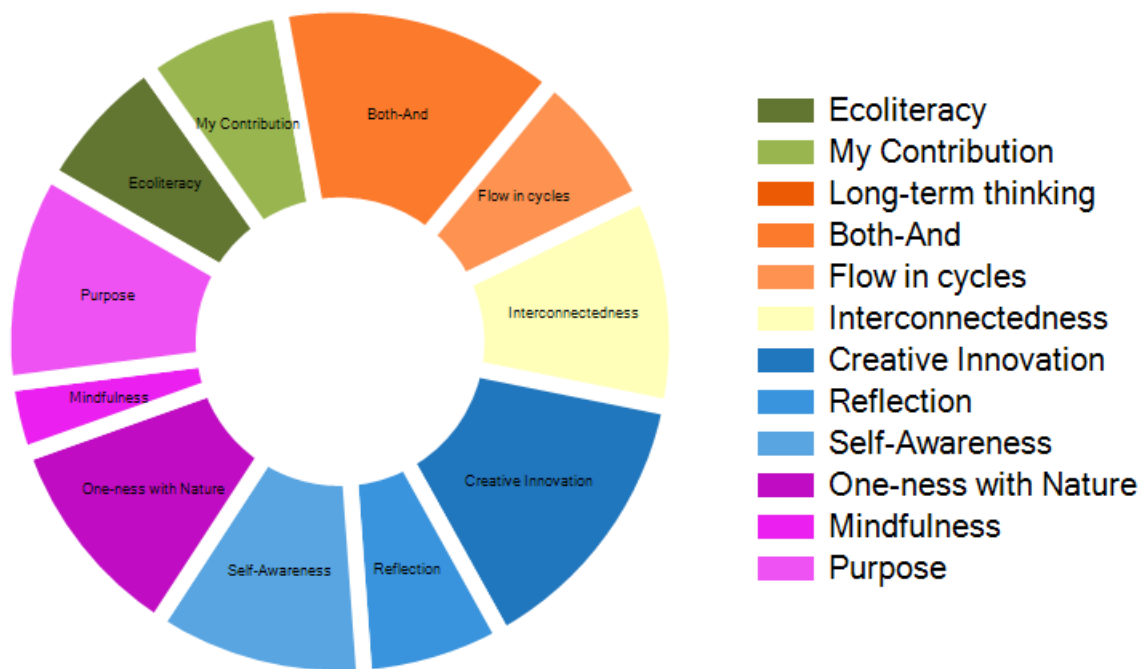 My Contribution
Both-And
Ecoliteracy
Flow in cycles
Purpose
Interconnectedness
Mindfulness
One-ness with Nature
Creative Innovation
Self-Awareness
Reflection
Ecoliteracy
My Contribution
Long-term thinking
Both-And
Flow in cycles
Interconnectedness
Creative Innovation
Reflection
Self-Awareness
One-ness with Nature
Mindfulness
Purpose